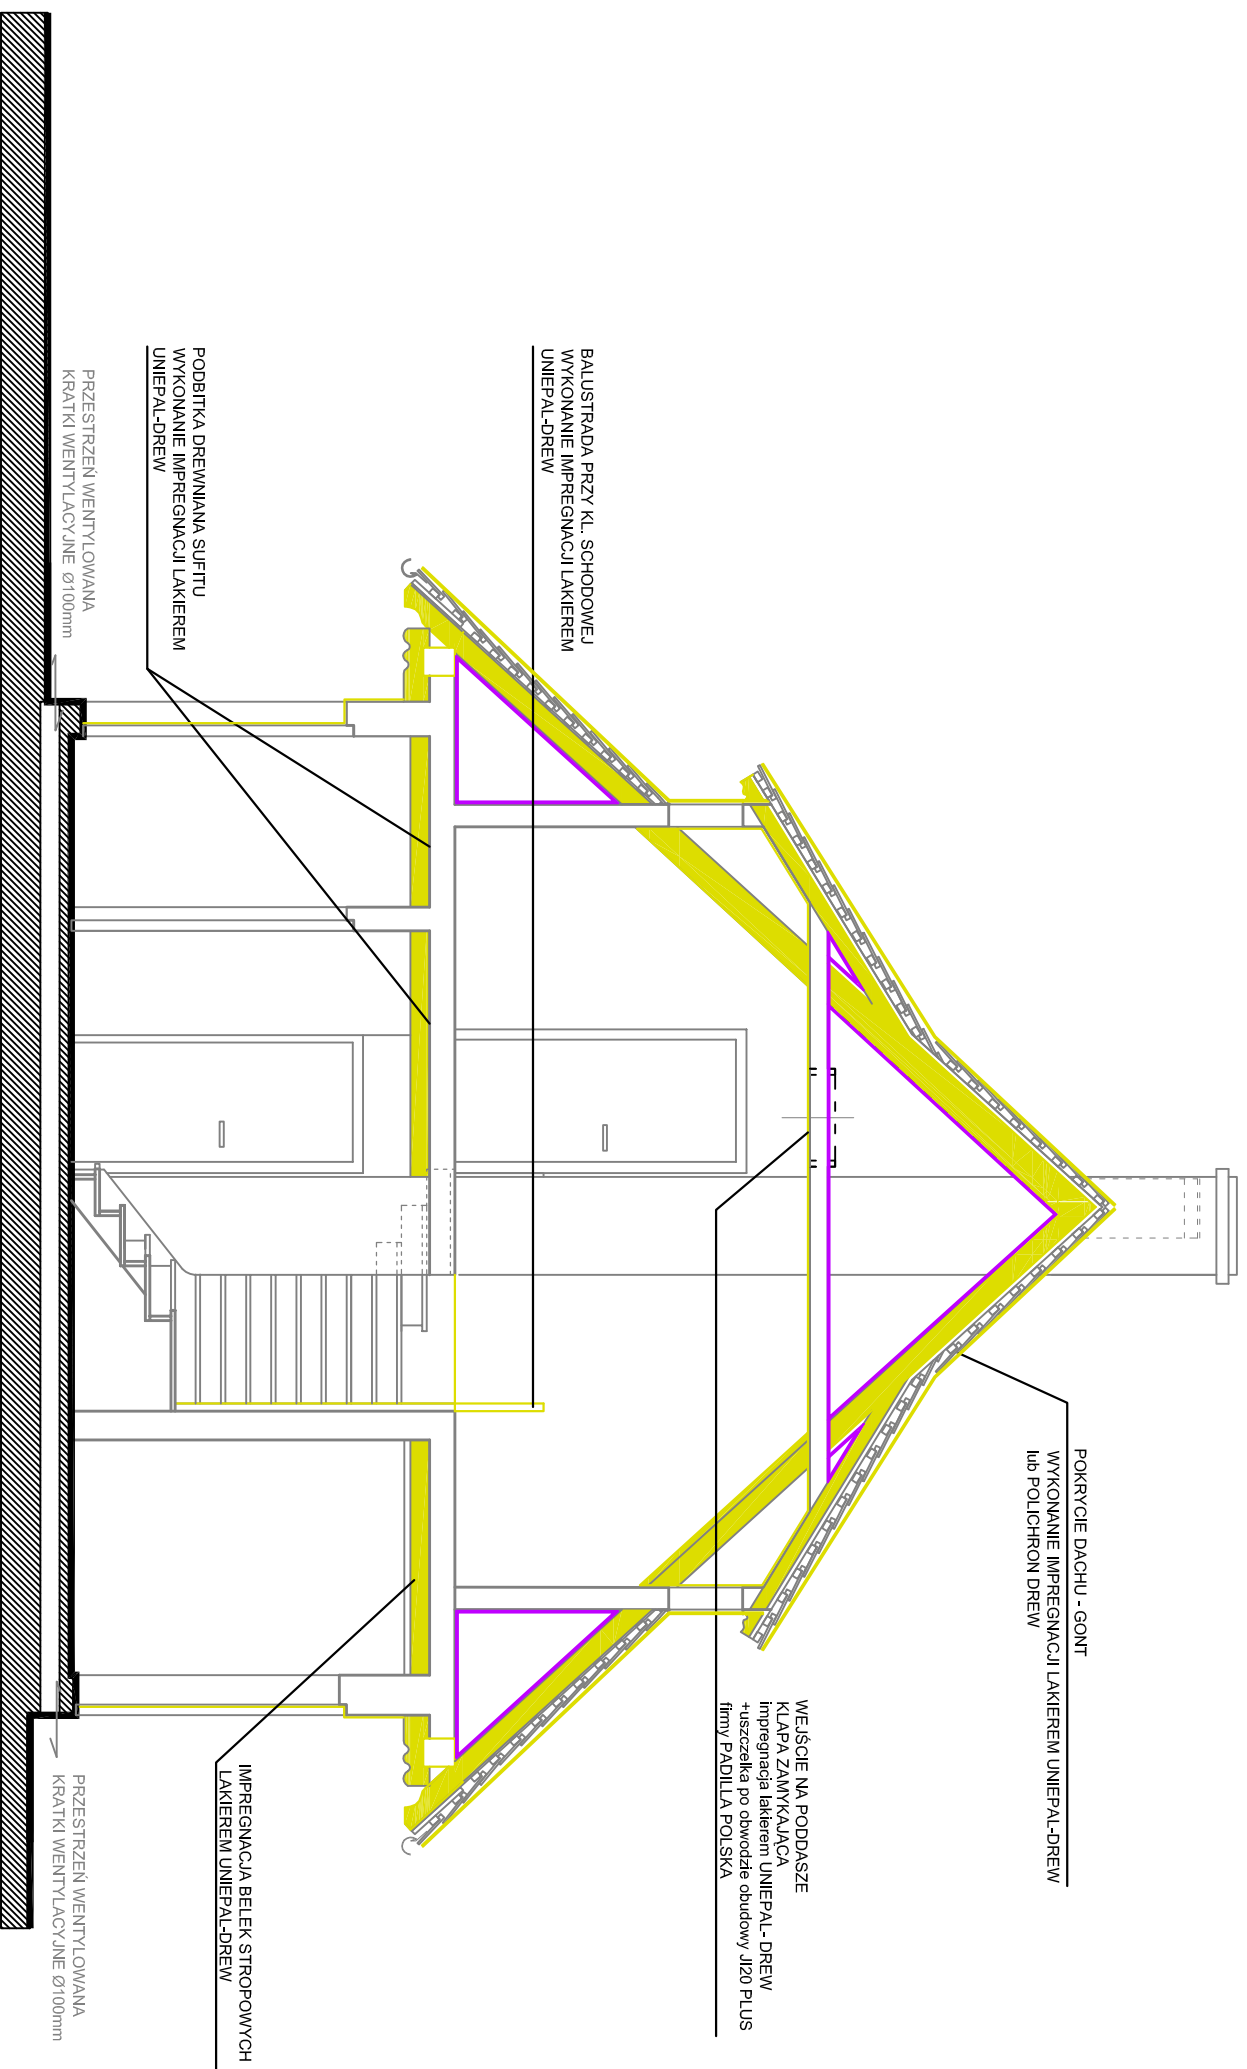 POKRYCIE DACHU - GONT
WYKONANIE IMPREGNACJI LAKIEREM UNIEPAL-DREW
lub POLICHRON DREW
WEJŚCIE NA PODDASZE
KLAPA ZAMYKAJĄCA
impregnacja lakierem UNIEPAL- DREW
+uszczelka po obwodzie obudowy JI20 PLUS
firmy PADILLA POLSKA
BALUSTRADA PRZY KL. SCHODOWEJ
WYKONANIE IMPREGNACJI LAKIEREM
UNIEPAL-DREW
IMPREGNACJA BELEK STROPOWYCH
LAKIEREM UNIEPAL-DREW
PODBITKA DREWNIANA SUFITU
WYKONANIE IMPREGNACJI LAKIEREM
UNIEPAL-DREW
PRZESTRZEŃ WENTYLOWANA
KRATKI WENTYLACYJNE Ø100mm
PRZESTRZEŃ WENTYLOWANA
KRATKI WENTYLACYJNE Ø100mm